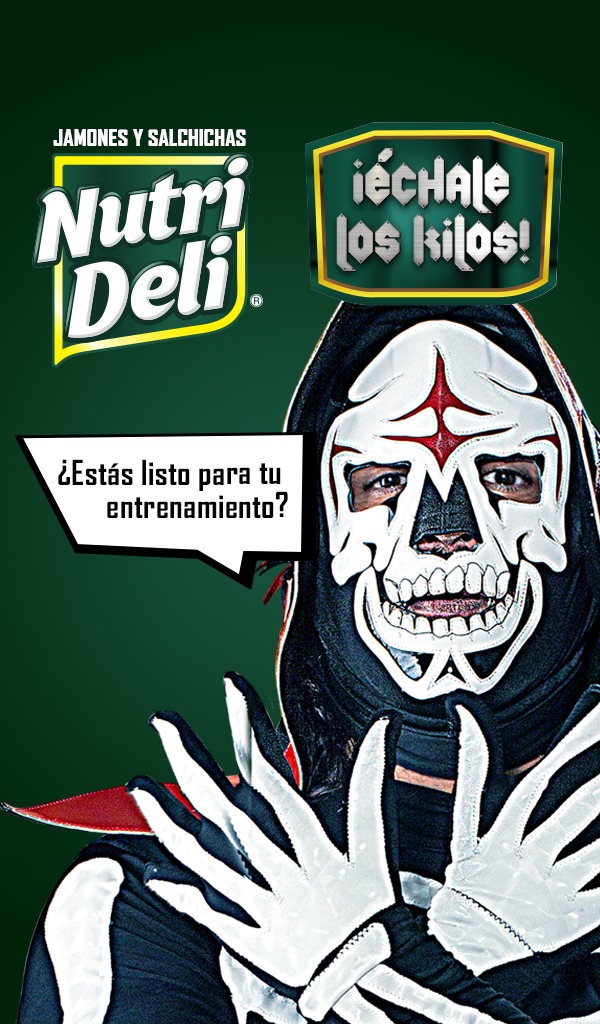 JAMONES Y SALCHICHAS
Nutri
Deli
®
¡éCHALE
LOS KILOS!
¿Estás listo para tu
entrenamiento?